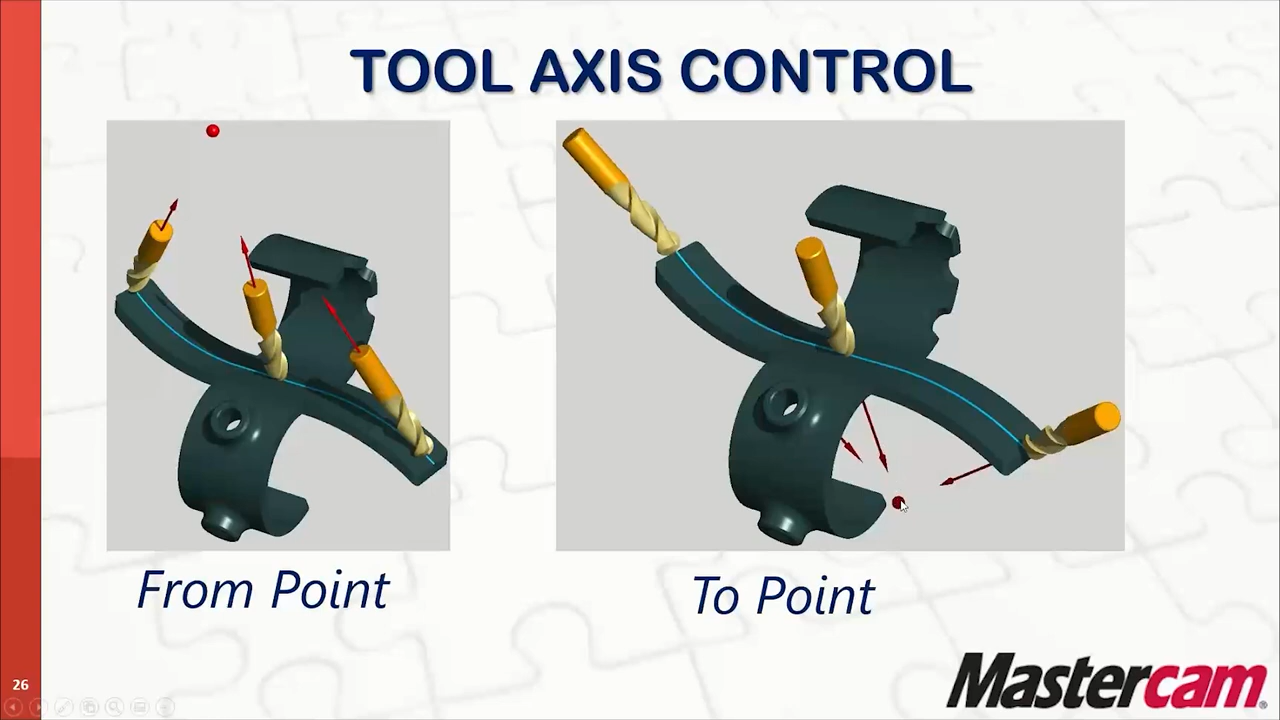 TOOL AXIS CONTROL
From Point
To Point
26
Mastercam®